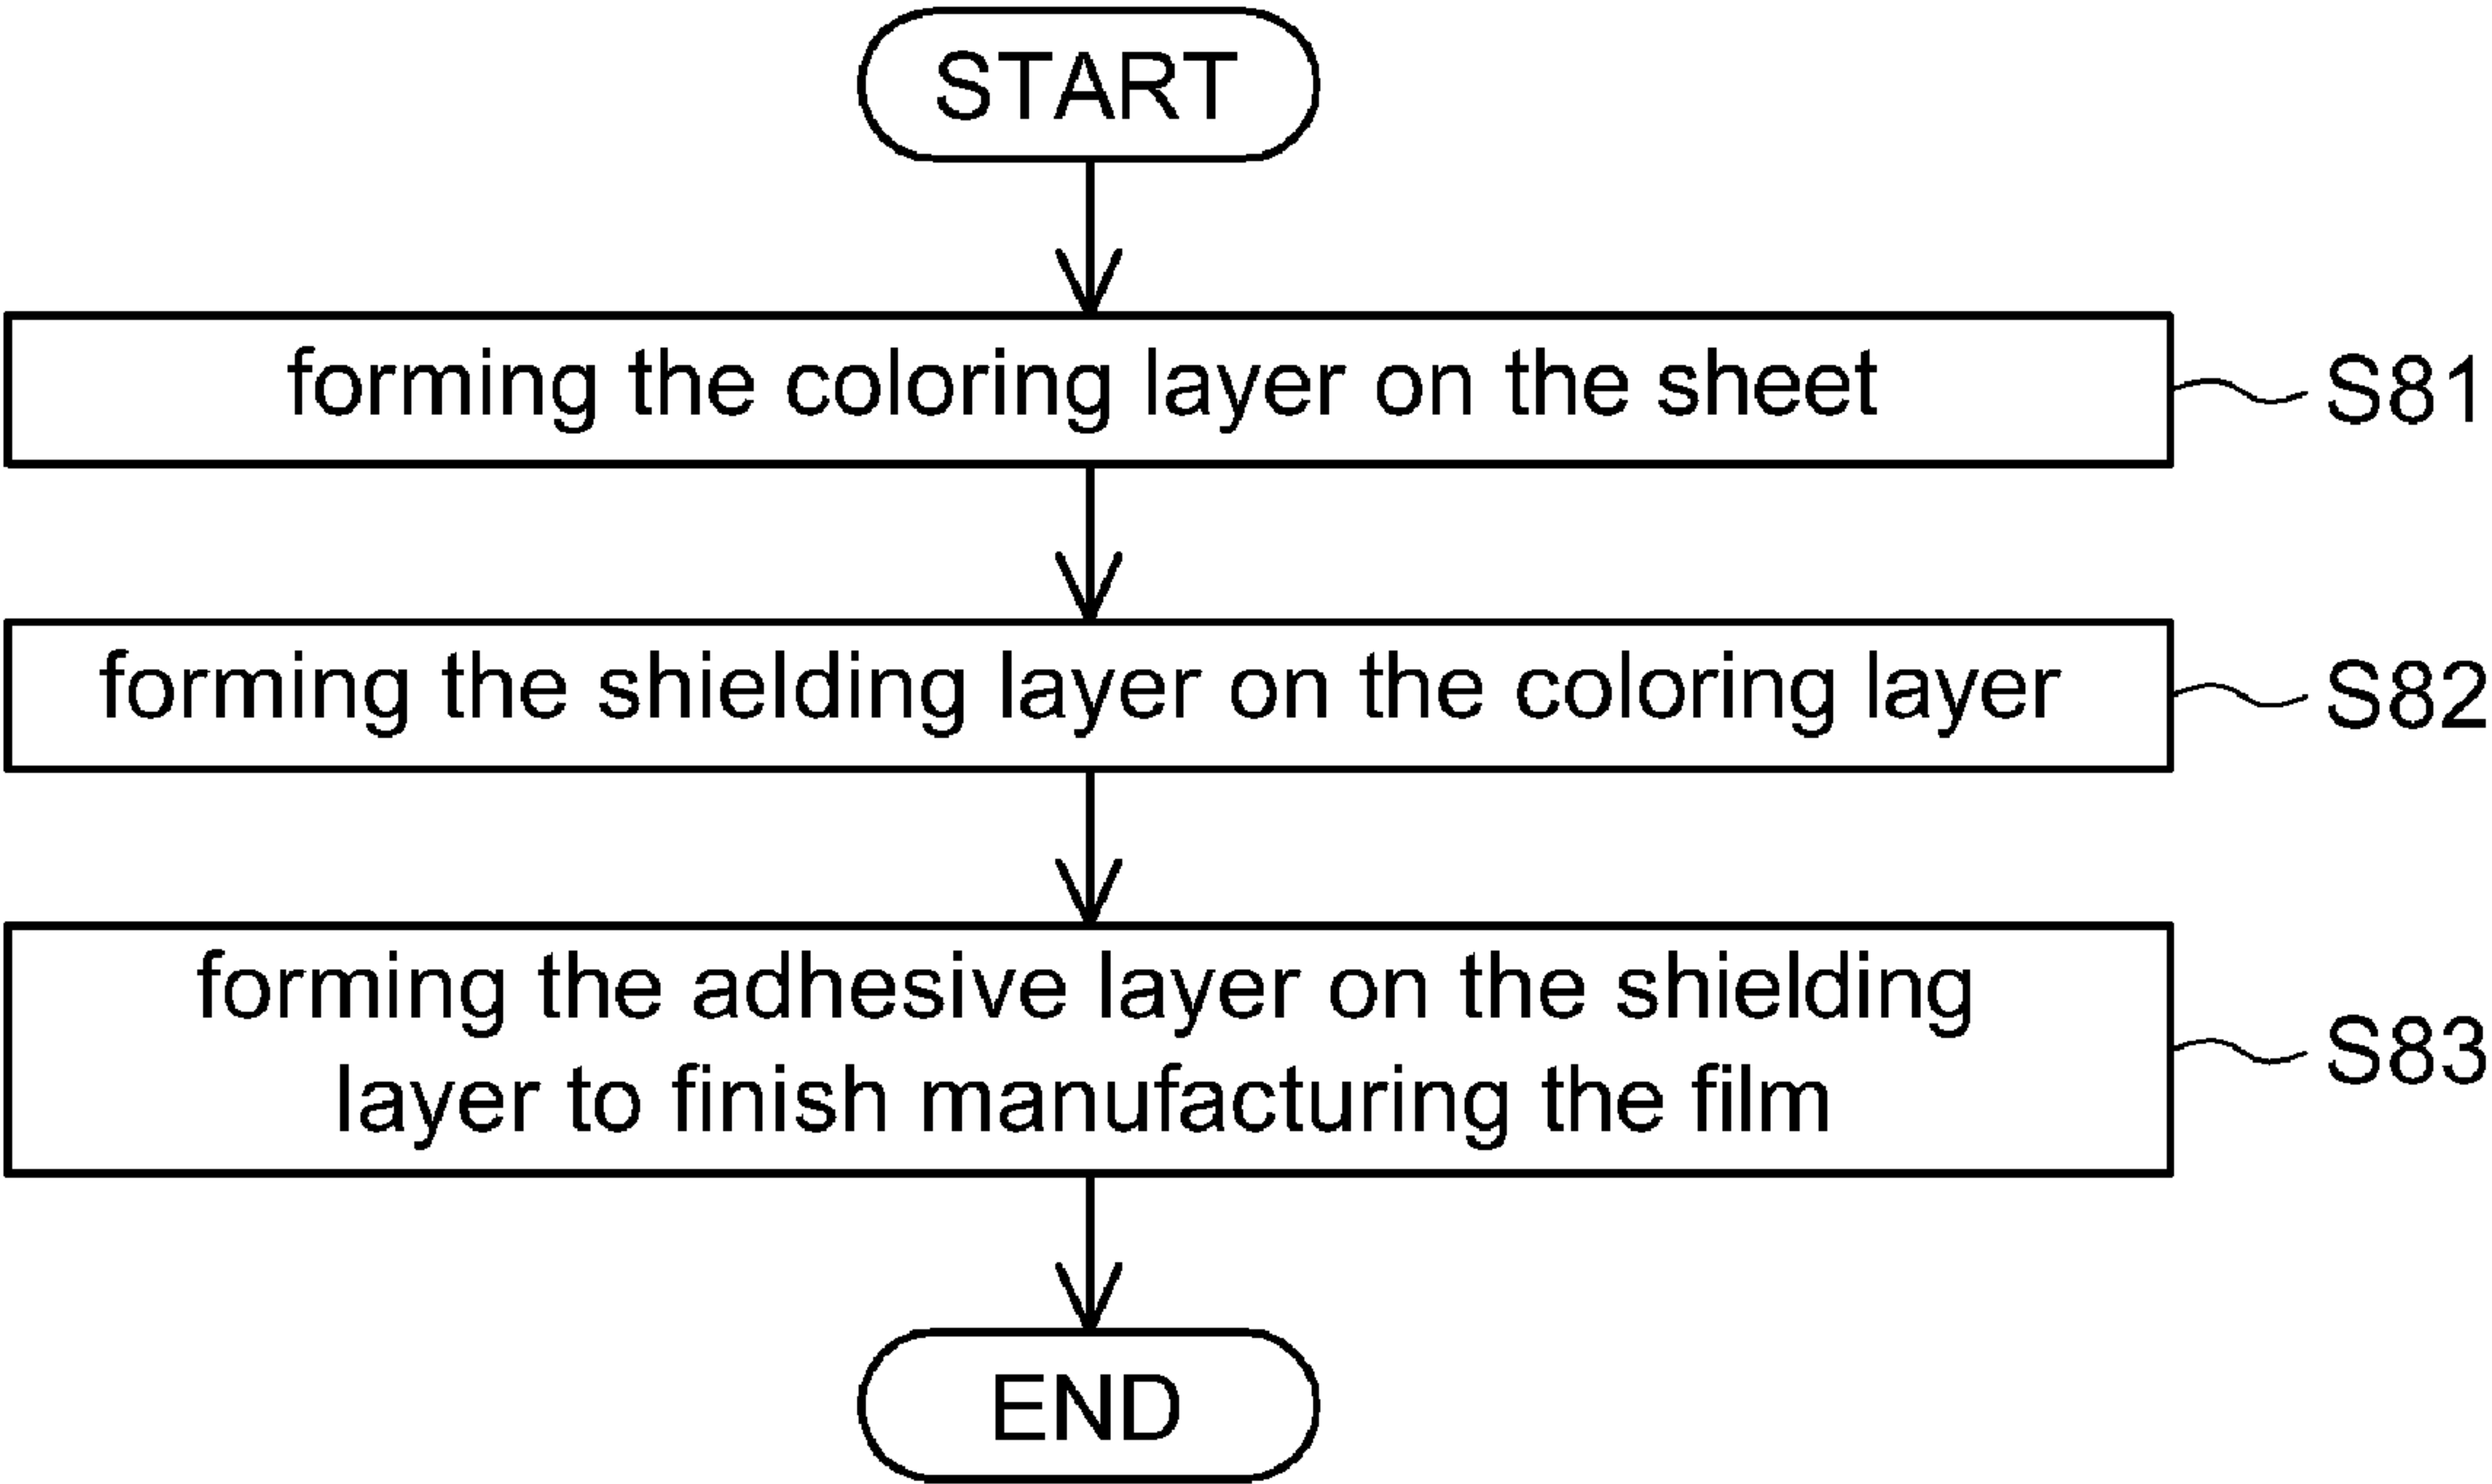 START
forming the coloring layer on the sheet
S81
forming the shielding layer on the coloring layer
S82
forming the adhesive layer on the shielding
layer to finish manufacturing the film
S83
END